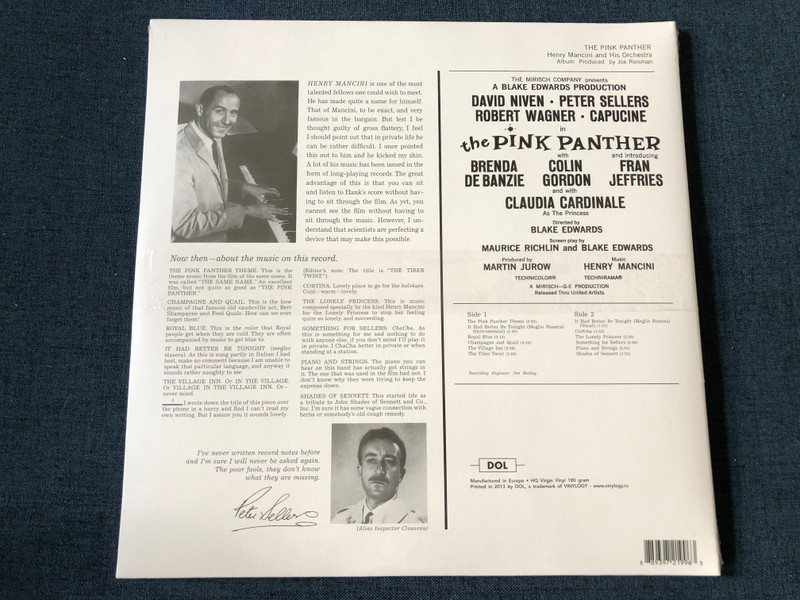 THE PINK PANTHER
Henry Mancini and His Orchestra
Album Produced by Joe Reisman
HENRY MANCINI is one of the most
talented fellows one could wish to meet.
He has made quite a name for himself.
That of Mancini, to be exact, and very
famous in the bargain. But lest I be
thought guilty of gross flattery, I feel
I should point out that in private life he
can be rather difficult. I once pointed
this out to him and he kicked my shin.
A lot of his music has been issued in the
form of long-playing records. The great
advantage of this is that you can sit
and listen to Hank's score without hav-
ing to sit through the film. As yet, you
cannot see the film without having to
sit through the music. However, I un-
derstand that scientists are perfecting a
device that may make this possible.
Now then—about the music on this record.
THE PINK PANTHER THEME. This is the
theme music from the film of the same name. It
was called "THE SAME NAME." An excellent
film, but not quite as good as "THE PINK
PANTHER."
CHAMPAGNE AND QUAIL. This is the how
music of that famous old vaudeville act, Bert
Champagne and Fred Quale. How can we ever
forget them!
ROYAL BLUE. This is the color that Royal
people get when they are cold. They are often
accompanied by music to get blue to.
IT HAD BETTER BE TONIGHT (meglio
stasera). As this is sung partly in Italian I had
best, make no comment because I am unable to
speak that particular language, and anyway it
sounds rather naughty to me.
THE VILLAGE INN. Or IN THE VILLAGE.
Or VILLAGE IN THE VILLAGE INN. Or—
never mind.
I wrote down the title of this piece over
the phone in a hurry and find I can't read my
own writing. But I assure you it sounds lovely.
(Editor's note: The title is "THE TIBER
TWIST.")
CORTINA. Lovely place to go for the holidays.
Cold—warm—lovely.
THE LONELY PRINCESS. This is music
composed specially by the kind Henry Mancini
for the Lonely Princess to stop her feeling
quite so lonely, and succeeding.
SOMETHING FOR SELLERS. ChaCha. As
this is something for me and nothing to do
with anyone else, if you don't mind I'll play it
in private. I ChaCha better in private or when
standing at a station.
PIANO AND STRINGS. The piano you can
hear on this band has actually got strings in
it. The one that was used in the film had not. I
don't know why they were trying to keep the
expense down.
SHADES OF SENNETT. This started life as
a tribute to John Shades of Sennett and Co.,
Inc. I'm sure it has some vague connection with
herbs or somebody's old cough remedy.
I've never written record notes before
and I'm sure I will never be asked again.
The poor fools, they don't know
what they are missing.
Peter Sellers
(Alias Inspector Clouseau)
THE MIRISCH COMPANY presents
A BLAKE EDWARDS PRODUCTION
DAVID NIVEN · PETER SELLERS
ROBERT WAGNER · CAPUCINE
in
the PINK PANTHER
with and introducing
BRENDA COLIN FRAN
DE BANZIE GORDON JEFFRIES
and with
CLAUDIA CARDINALE
As The Princess
Directed by
BLAKE EDWARDS
Screen play by
MAURICE RICHLIN and BLAKE EDWARDS
Produced by Music
MARTIN JUROW HENRY MANCINI
TECHNICOLOR® TECHNIRAMA®
A MIRISCH—G-E PRODUCTION
Released Thru United Artists
Side 1
The Pink Panther Theme
It Had Better Be Tonight (Meglio Stasera)
(Instrumental)
Royal Blue
Champagne and Quail
The Village Inn
The Tiber Twist
Side 2
It Had Better Be Tonight (Meglio Stasera)
(Vocal)
Cortina
The Lonely Princess
Something for Sellers
Piano and Strings
Shades of Sennett
Recording Engineer: Jim Malloy.
DOL
Manufactured in Europe • HQ Virgin Vinyl 180 gram
Printed in 2013 by DOL, a trademark of VINYLOGY - www.vinylogy.ro